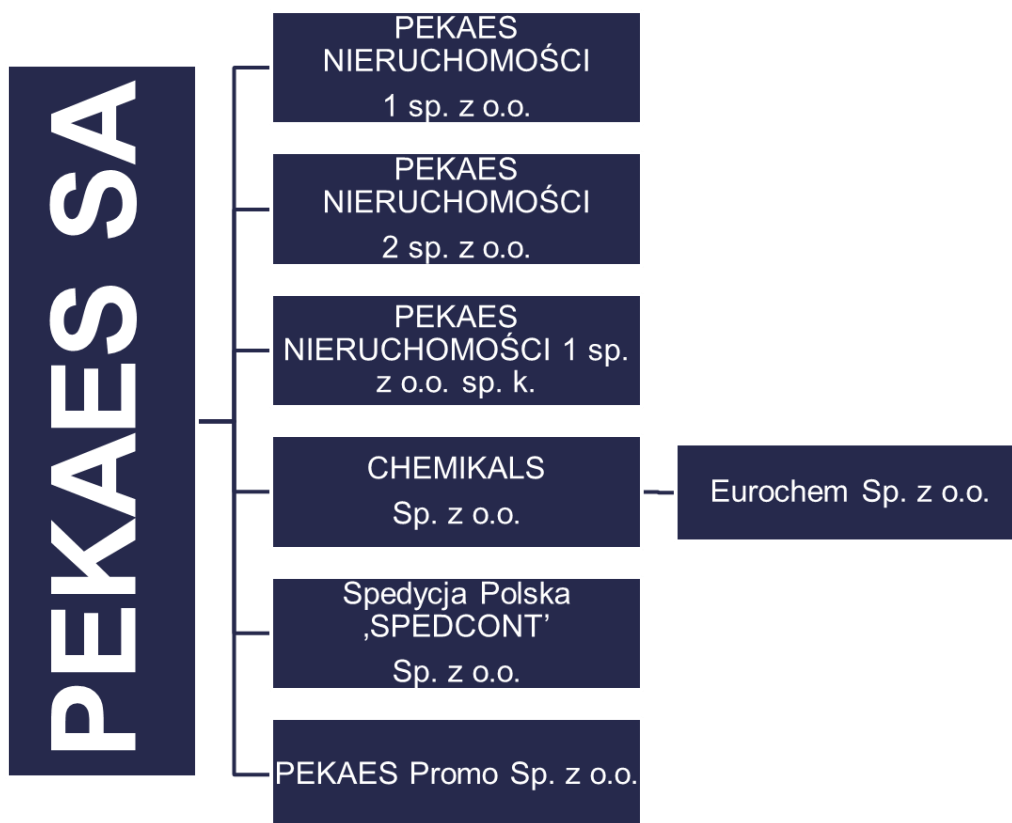 PEKAES SA
PEKAES
NIERUCHOMOŚCI
1 sp. z o.o.
PEKAES
NIERUCHOMOŚCI
2 sp. z o.o.
PEKAES
NIERUCHOMOŚCI 1 sp.
z o.o. sp. k.
CHEMIKALS
Sp. z o.o.
Eurochem Sp. z o.o.
Spedycja Polska
‚SPEDCONT’
Sp. z o.o.
PEKAES Promo Sp. z o.o.